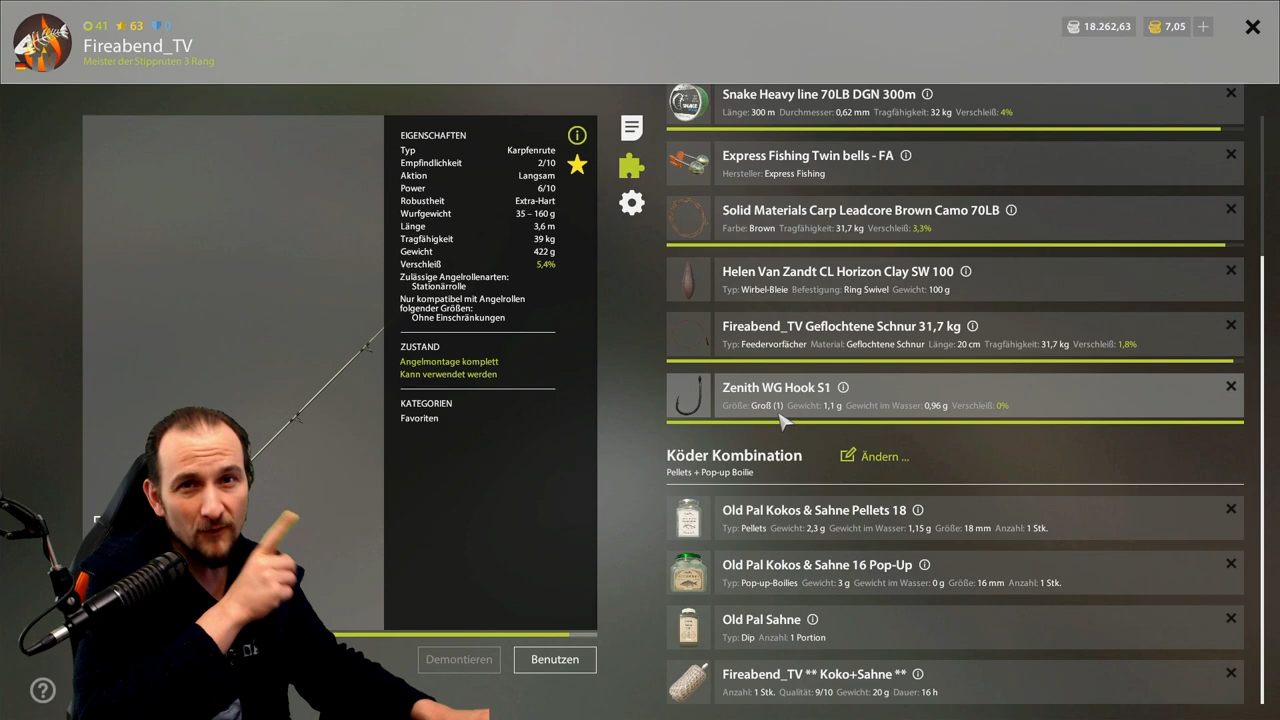 41 63 0
Fireabend_TV
Meister der Stippruten 3 Rang
18.262,63 7,05 +
EIGENSCHAFTEN
Typ Karpfenrute
Empfindlichkeit 2/10
Aktion Langsam
Power 6/10
Robustheit Extra-Hart
Wurfgewicht 35 – 160 g
Länge 3,6 m
Tragfähigkeit 39 kg
Gewicht 422 g
Verschleiß 5,4%
Zulässige Angelrollenarten:
Stationärrolle
Nur kompatibel mit Angelrollen
folgender Größen:
Ohne Einschränkungen
ZUSTAND
Angelmontage komplett
Kann verwendet werden
KATEGORIEN
Favoriten
Demontieren
Benutzen
?
Snake Heavy line 70LB DGN 300m
Länge: 300 m Durchmesser: 0,62 mm Tragfähigkeit: 32 kg Verschleiß: 4%
Express Fishing Twin bells - FA
Hersteller: Express Fishing
Solid Materials Carp Leadcore Brown Camo 70LB
Farbe: Brown Tragfähigkeit: 31,7 kg Verschleiß: 3,3%
Helen Van Zandt CL Horizon Clay SW 100
Typ: Wirbel-Bleie Befestigung: Ring Swivel Gewicht: 100 g
Fireabend_TV Geflochtene Schnur 31,7 kg
Typ: Feedervorfächer Material: Geflochtene Schnur Länge: 20 cm Tragfähigkeit: 31,7 kg Verschleiß: 1,8%
Zenith WG Hook S1
Größe: Groß (1) Gewicht: 1,1 g Gewicht im Wasser: 0,96 g Verschleiß: 0%
Köder Kombination Ändern ...
Pellets + Pop-up Boilie
Old Pal Kokos & Sahne Pellets 18
Typ: Pellets Gewicht: 2,3 g Gewicht im Wasser: 1,15 g Größe: 18 mm Anzahl: 1 Stk.
Old Pal Kokos & Sahne 16 Pop-Up
Typ: Pop-up-Boilies Gewicht: 3 g Gewicht im Wasser: 0 g Größe: 16 mm Anzahl: 1 Stk.
Old Pal Sahne
Typ: Dip Anzahl: 1 Portion
Fireabend_TV ** Koko+Sahne **
Anzahl: 1 Stk. Qualität: 9/10 Gewicht: 20 g Dauer: 16 h